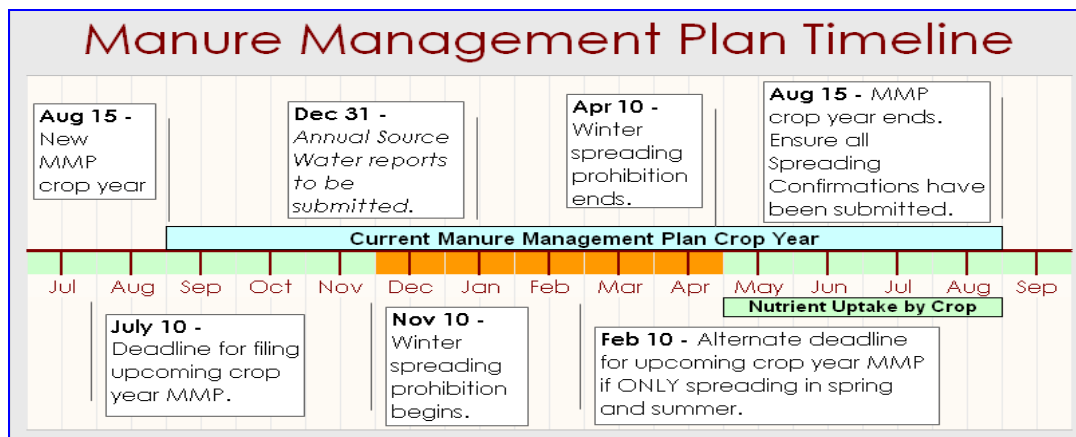 Manure Management Plan Timeline
Aug 15 -
New
MMP
crop year
Dec 31 -
Annual Source
Water reports
to be
submitted.
Apr 10 -
Winter
spreading
prohibition
ends.
Aug 15 - MMP
crop year ends.
Ensure all
Spreading
Confirmations have
been submitted.
Current Manure Management Plan Crop Year
Jul Aug Sep Oct Nov Dec Jan Feb Mar Apr May Jun Jul Aug Sep
Nutrient Uptake by Crop
July 10 -
Deadline for filing
upcoming crop
year MMP.
Nov 10 -
Winter
spreading
prohibition
begins.
Feb 10 - Alternate deadline
for upcoming crop year MMP
if ONLY spreading in spring
and summer.